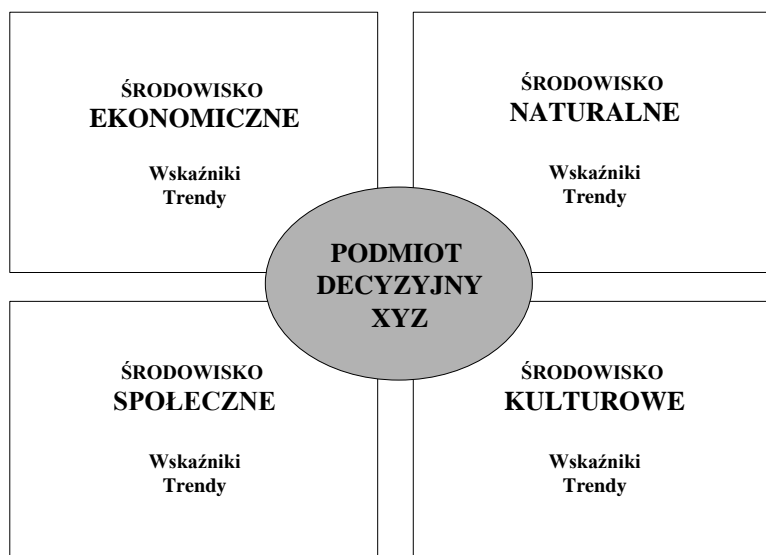 ŚRODOWISKO
EKONOMICZNE
Wskaźniki
Trendy
ŚRODOWISKO
NATURALNE
Wskaźniki
Trendy
PODMIOT
DECYZYJNY
XYZ
ŚRODOWISKO
SPOŁECZNE
Wskaźniki
Trendy
ŚRODOWISKO
KULTUROWE
Wskaźniki
Trendy